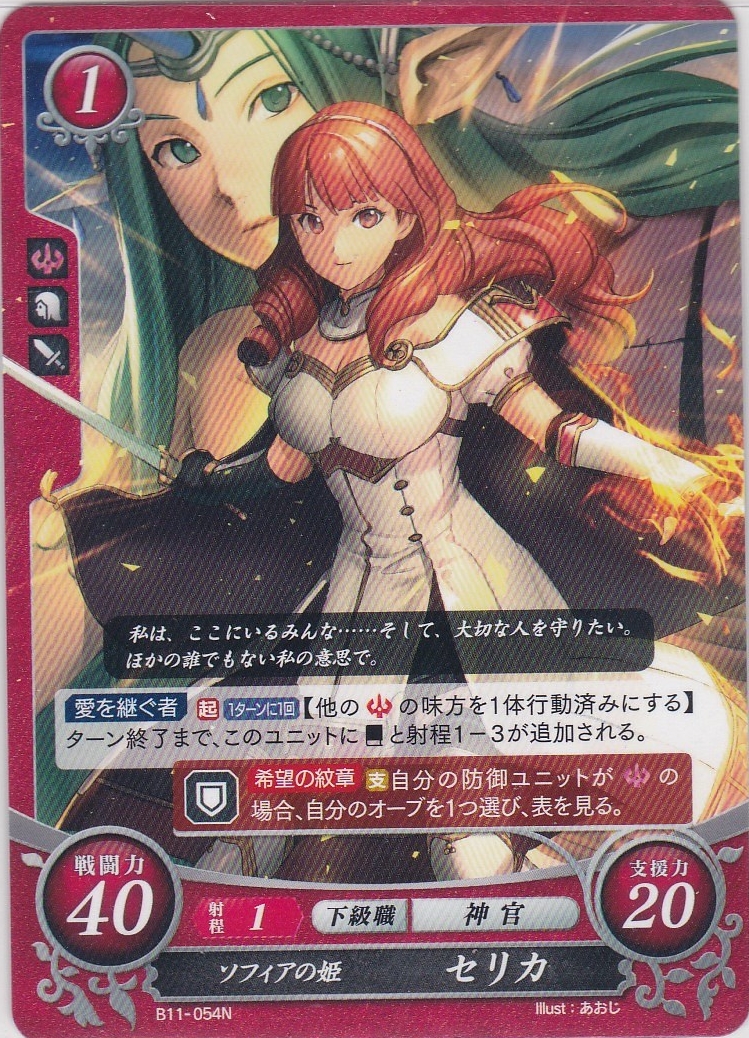 1
私は、ここにいるみんな……そして、大切な人を守りたい。
ほかの誰でもない私の意思で。
愛を継ぐ者 起 1ターンに1回【他の の味方を1体行動済みにする】
ターン終了まで、このユニットに と射程1-3が追加される。
希望の紋章 支 自分の防御ユニットが の
場合、自分のオーブを1つ選び、表を見る。
戦闘力
40
射程 1
下級職 神官
支援力
20
ソフィアの姫 セリカ
B11-054N
Illust：あおじ